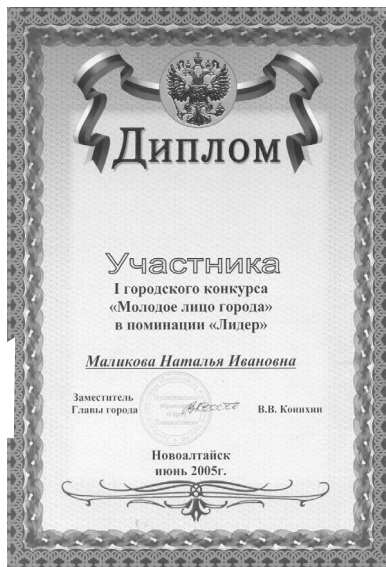 Диплом
Участника
I городского конкурса
«Молодое лицо города»
в номинации «Лидер»
Маликова Наталья Ивановна
Заместитель
Главы города
В.В. Конихин
Новоалтайск
июнь 2005г.